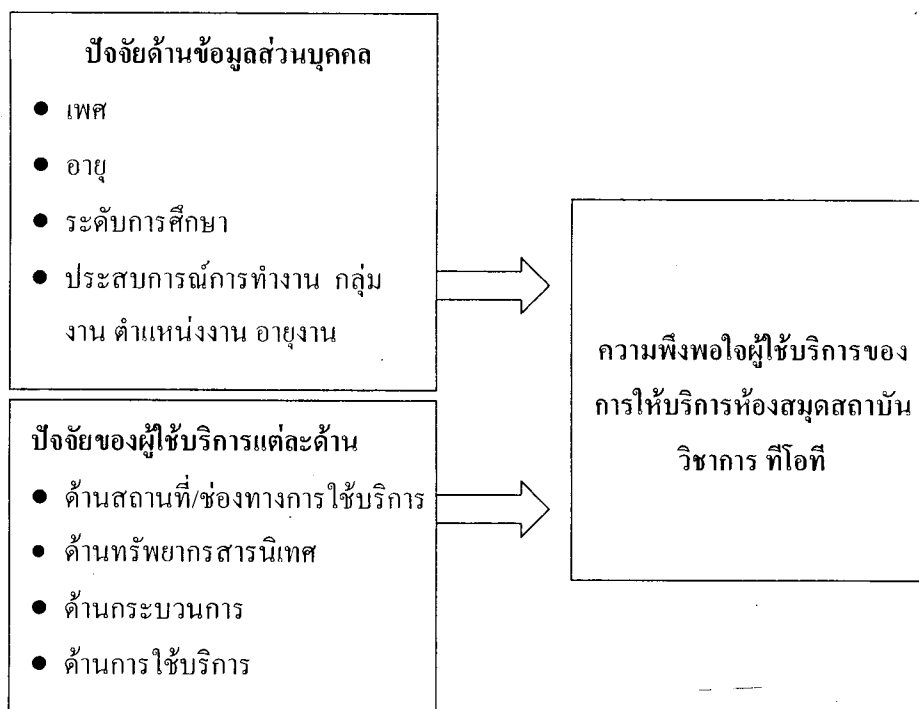 ปัจจัยด้านข้อมูลส่วนบุคคล
● เพศ
● อายุ
● ระดับการศึกษา
● ประสบการณ์การทำงาน กลุ่ม
งาน ตำแหน่งงาน อายุงาน
ปัจจัยของผู้ใช้บริการแต่ละด้าน
● ด้านสถานที่/ช่องทางการใช้บริการ
● ด้านทรัพยากรสารนิเทศ
● ด้านกระบวนการ
● ด้านการใช้บริการ
ความพึงพอใจผู้ใช้บริการของ
การให้บริการห้องสมุดสถาบัน
วิชาการ ทีโอที